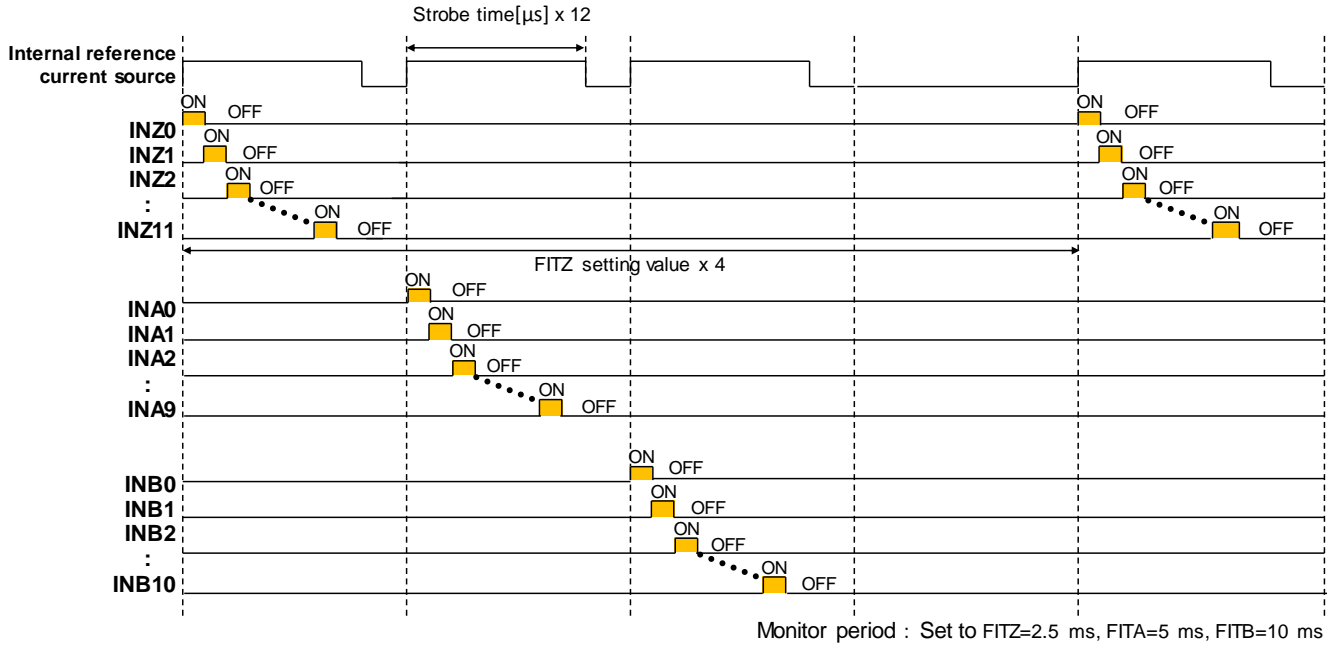 Strobe time[μs] x 12
Internal reference
current source
ON OFF ON OFF
INZ0
ON OFF ON OFF
INZ1
ON OFF ON OFF
INZ2
:
ON OFF ON OFF
INZ11
FITZ setting value x 4
ON OFF
INA0
ON OFF
INA1
ON OFF
INA2
:
ON OFF
INA9
ON OFF
INB0
ON OFF
INB1
ON OFF
INB2
:
ON OFF
INB10
Monitor period : Set to FITZ=2.5 ms, FITA=5 ms, FITB=10 ms